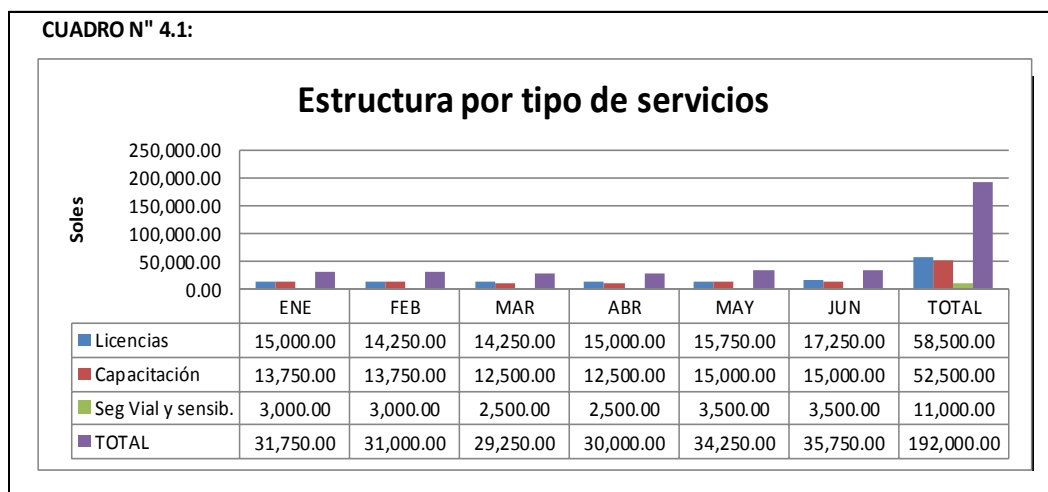 CUADRO N" 4.1:
Estructura por tipo de servicios
Soles
250,000.00
200,000.00
150,000.00
100,000.00
50,000.00
0.00
ENE FEB MAR ABR MAY JUN TOTAL
Licencias 15,000.00 14,250.00 14,250.00 15,000.00 15,750.00 17,250.00 58,500.00
Capacitación 13,750.00 13,750.00 12,500.00 12,500.00 15,000.00 15,000.00 52,500.00
Seg Vial y sensib. 3,000.00 3,000.00 2,500.00 2,500.00 3,500.00 3,500.00 11,000.00
TOTAL 31,750.00 31,000.00 29,250.00 30,000.00 34,250.00 35,750.00 192,000.00